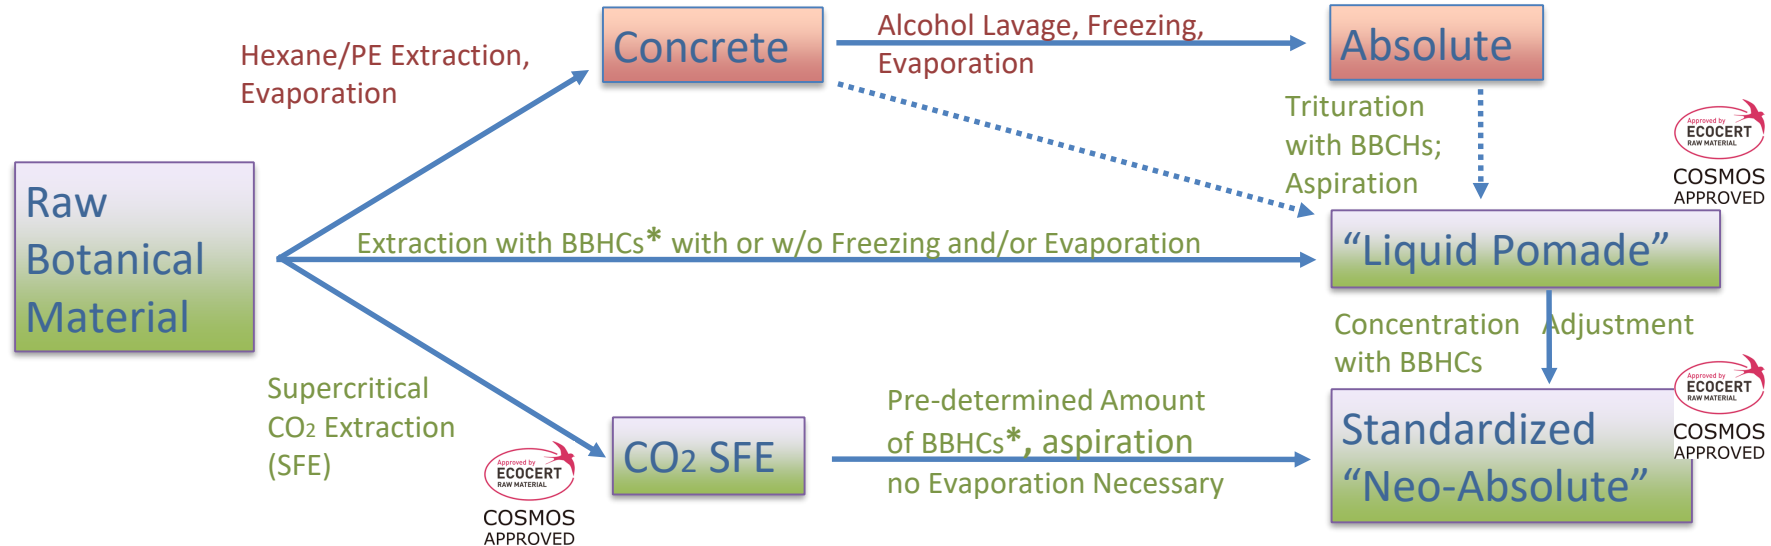 Hexane/PE Extraction,
Evaporation
Concrete
Alcohol Lavage, Freezing,
Evaporation
Absolute
Trituration
with BBCHs;
Aspiration
Approved by
ECOCERT
RAW MATERIAL
COSMOS
APPROVED
Raw
Botanical
Material
Extraction with BBHCs* with or w/o Freezing and/or Evaporation
“Liquid Pomade”
Concentration Adjustment
with BBHCs
Approved by
ECOCERT
RAW MATERIAL
COSMOS
APPROVED
Supercritical
CO2 Extraction
(SFE)
Approved by
ECOCERT
RAW MATERIAL
COSMOS
APPROVED
CO2 SFE
Pre-determined Amount
of BBHCs*, aspiration
no Evaporation Necessary
Standardized
“Neo-Absolute”